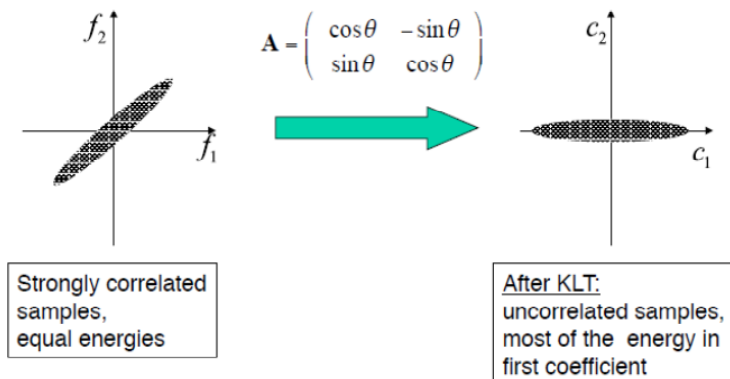 f₂
A = ( cosθ −sinθ
sinθ cosθ )
c₂
f₁
c₁
Strongly correlated
samples,
equal energies
After KLT:
uncorrelated samples,
most of the energy in
first coefficient